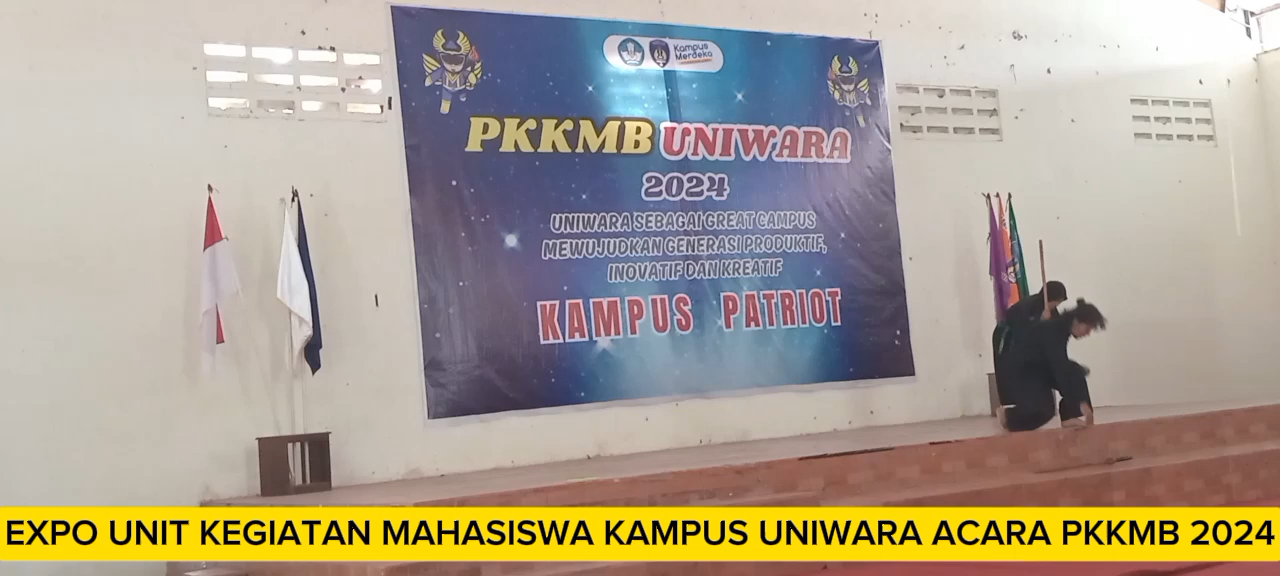 Kampus
Merdeka
PKKMB UNIWARA
2024
UNIWARA SEBAGAI GREAT CAMPUS
MEWUJUDKAN GENERASI PRODUKTIF,
INOVATIF DAN KREATIF
KAMPUS PATRIOT
EXPO UNIT KEGIATAN MAHASISWA KAMPUS UNIWARA ACARA PKKMB 2024